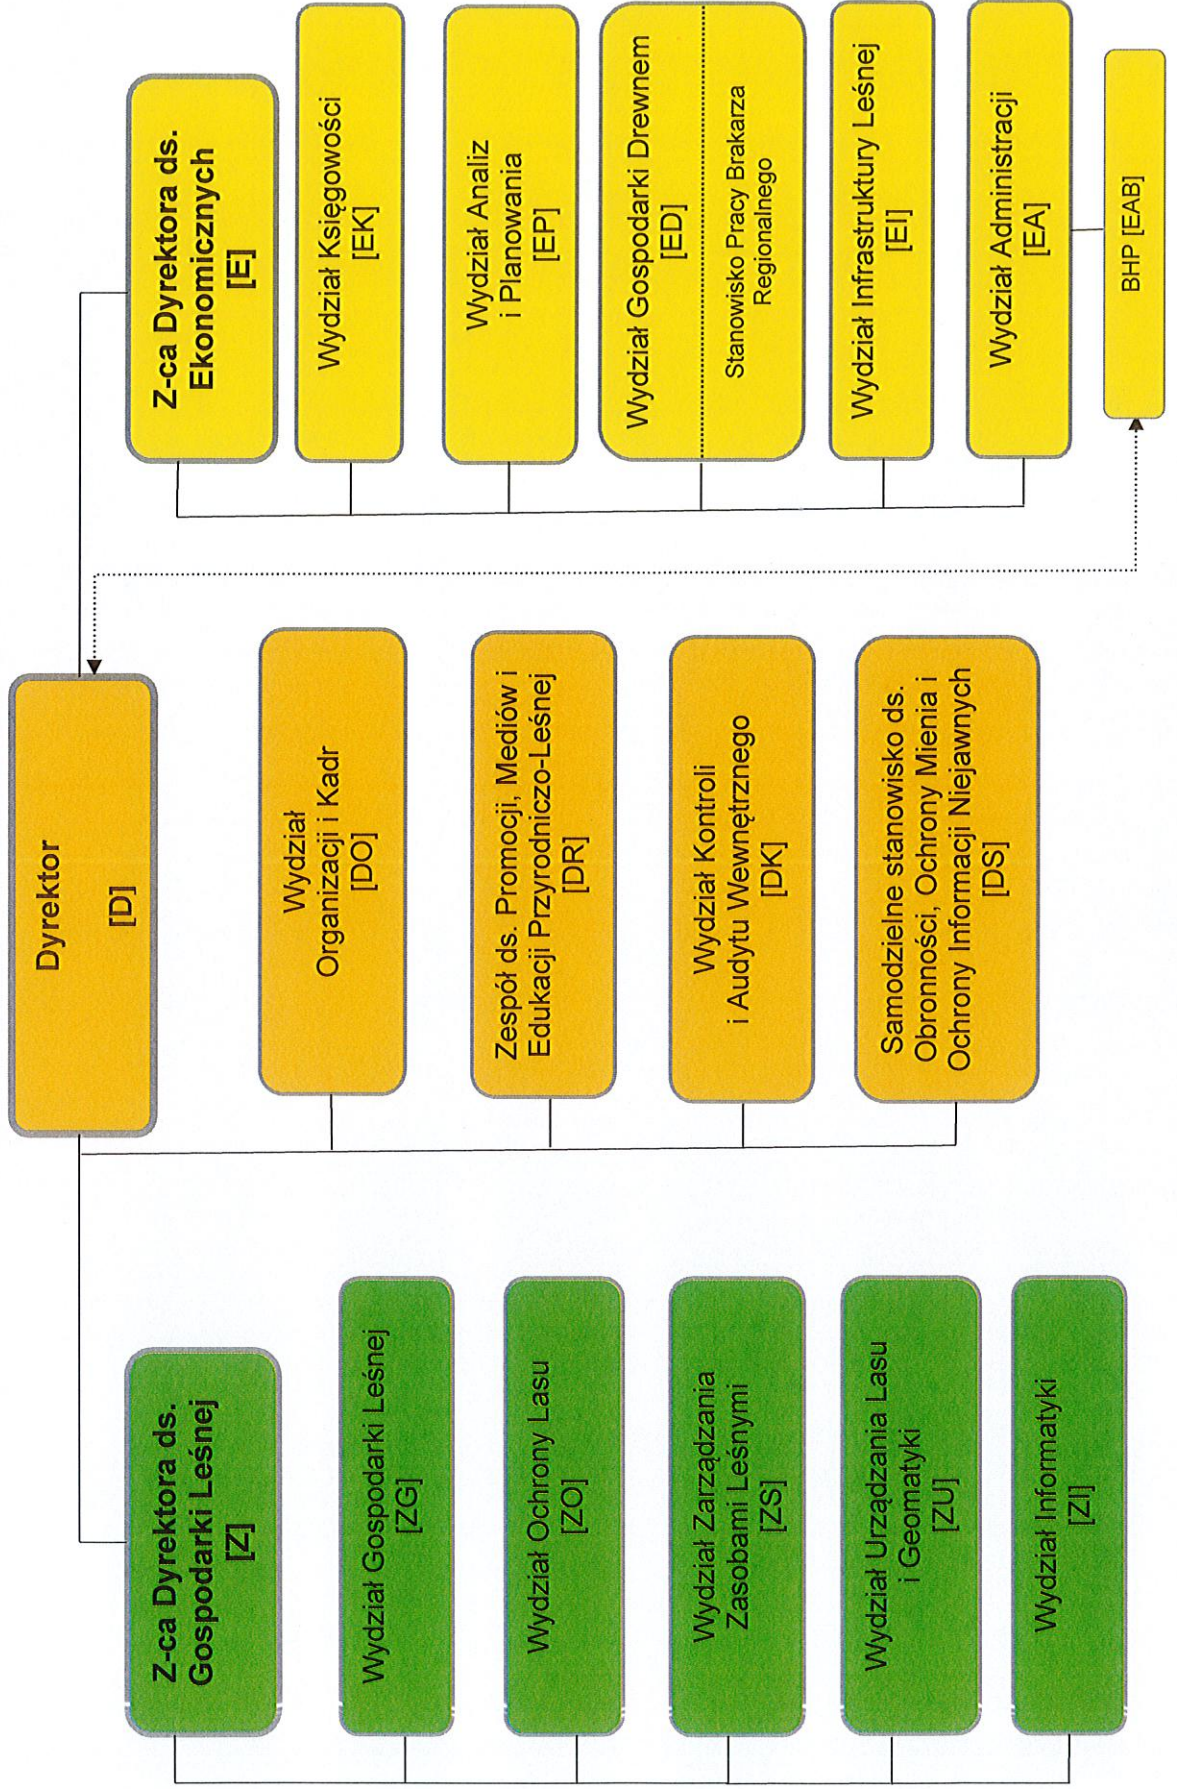 Dyrektor
[D]
Z-ca Dyrektora ds.
Gospodarki Leśnej
[Z]
Wydział Gospodarki Leśnej
[ZG]
Wydział Ochrony Lasu
[ZO]
Wydział Zarządzania
Zasobami Leśnymi
[ZS]
Wydział Urządzania Lasu
i Geomatyki
[ZU]
Wydział Informatyki
[ZI]
Wydział
Organizacji i Kadr
[DO]
Zespół ds. Promocji, Mediów i
Edukacji Przyrodniczo-Leśnej
[DR]
Wydział Kontroli
i Audytu Wewnętrznego
[DK]
Samodzielne stanowisko ds.
Obronności, Ochrony Mienia i
Ochrony Informacji Niejawnych
[DS]
Z-ca Dyrektora ds.
Ekonomicznych
[E]
Wydział Księgowości
[EK]
Wydział Analiz
i Planowania
[EP]
Wydział Gospodarki Drewnem
[ED]
Stanowisko Pracy Brakarza
Regionalnego
Wydział Infrastruktury Leśnej
[EI]
Wydział Administracji
[EA]
BHP [EAB]